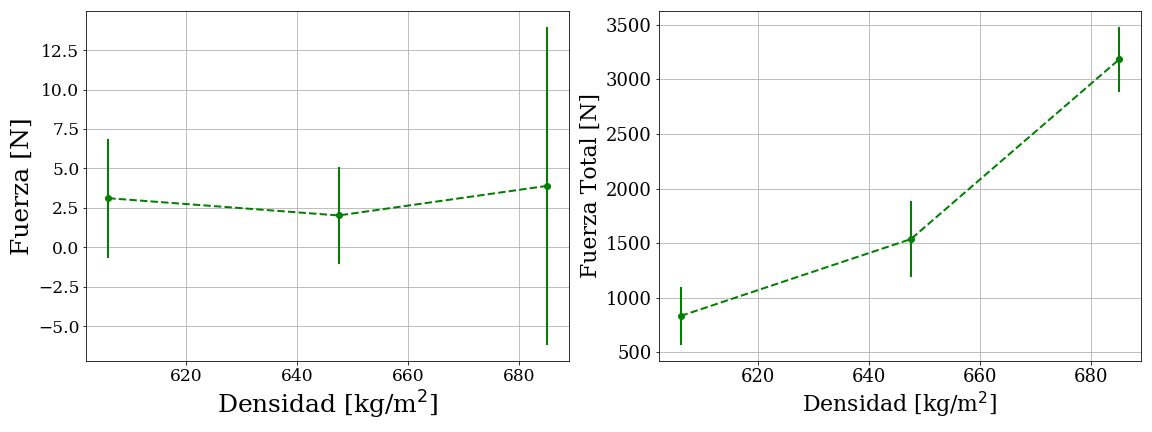 Fuerza [N]
12.5
10.0
7.5
5.0
2.5
0.0
−2.5
−5.0
620 640 660 680
Densidad [kg/m²]
Fuerza Total [N]
3500
3000
2500
2000
1500
1000
500
620 640 660 680
Densidad [kg/m²]